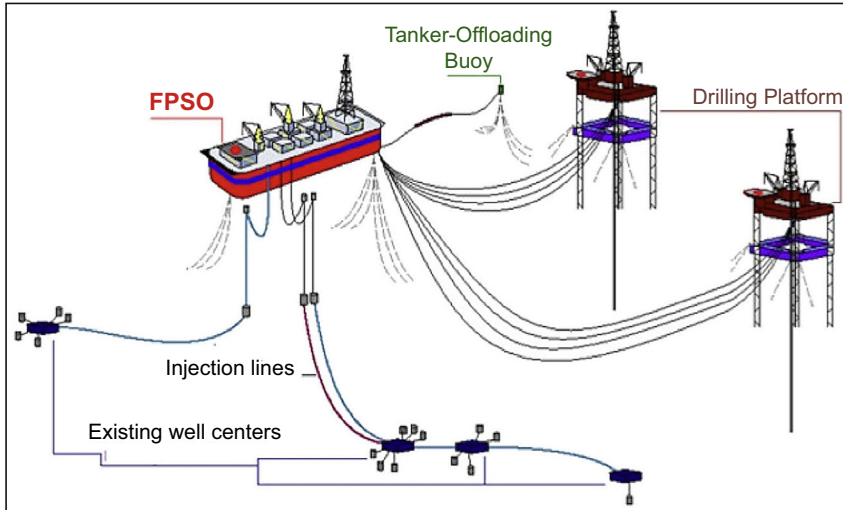 Tanker-Offloading
Buoy
FPSO
Drilling Platform
Injection lines
Existing well centers